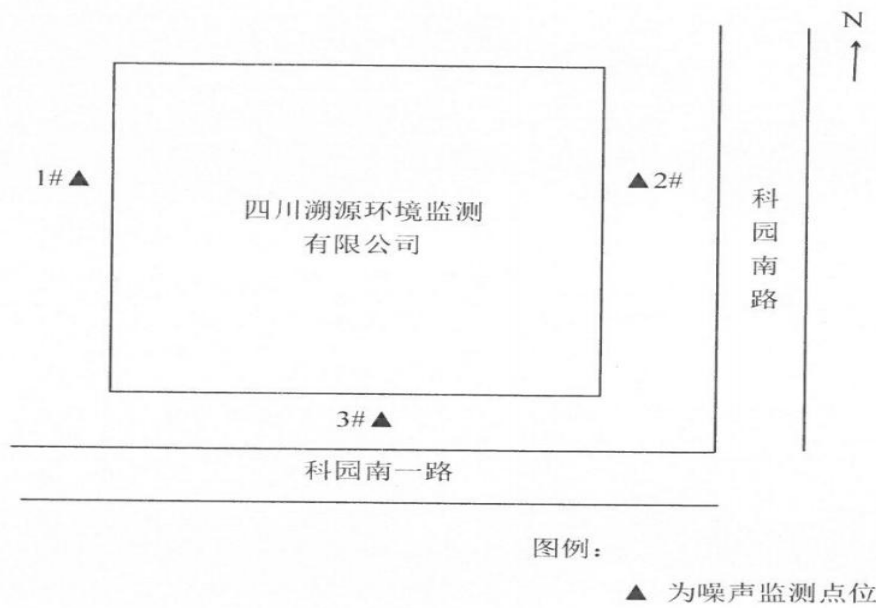 N
↑
1#▲
▲2#
四川溯源环境监测
有限公司
科园南路
3#▲
科园南一路
图例：
▲ 为噪声监测点位